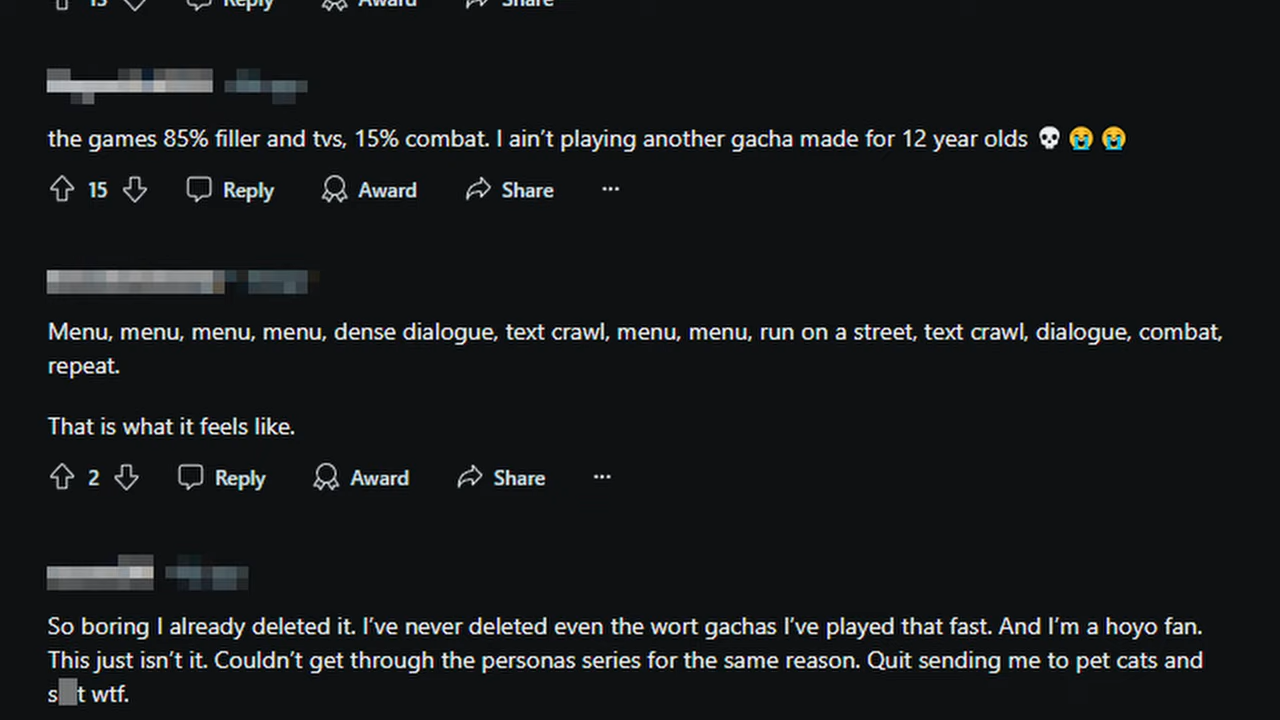 15 Reply Award Share
the games 85% filler and tvs, 15% combat. I ain't playing another gacha made for 12 year olds 💀 😭 😭
15 Reply Award Share ...
Menu, menu, menu, menu, dense dialogue, text crawl, menu, menu, run on a street, text crawl, dialogue, combat,
repeat.
That is what it feels like.
2 Reply Award Share ...
So boring I already deleted it. I've never deleted even the wort gachas I've played that fast. And I'm a hoyo fan.
This just isn't it. Couldn't get through the personas series for the same reason. Quit sending me to pet cats and
s t wtf.